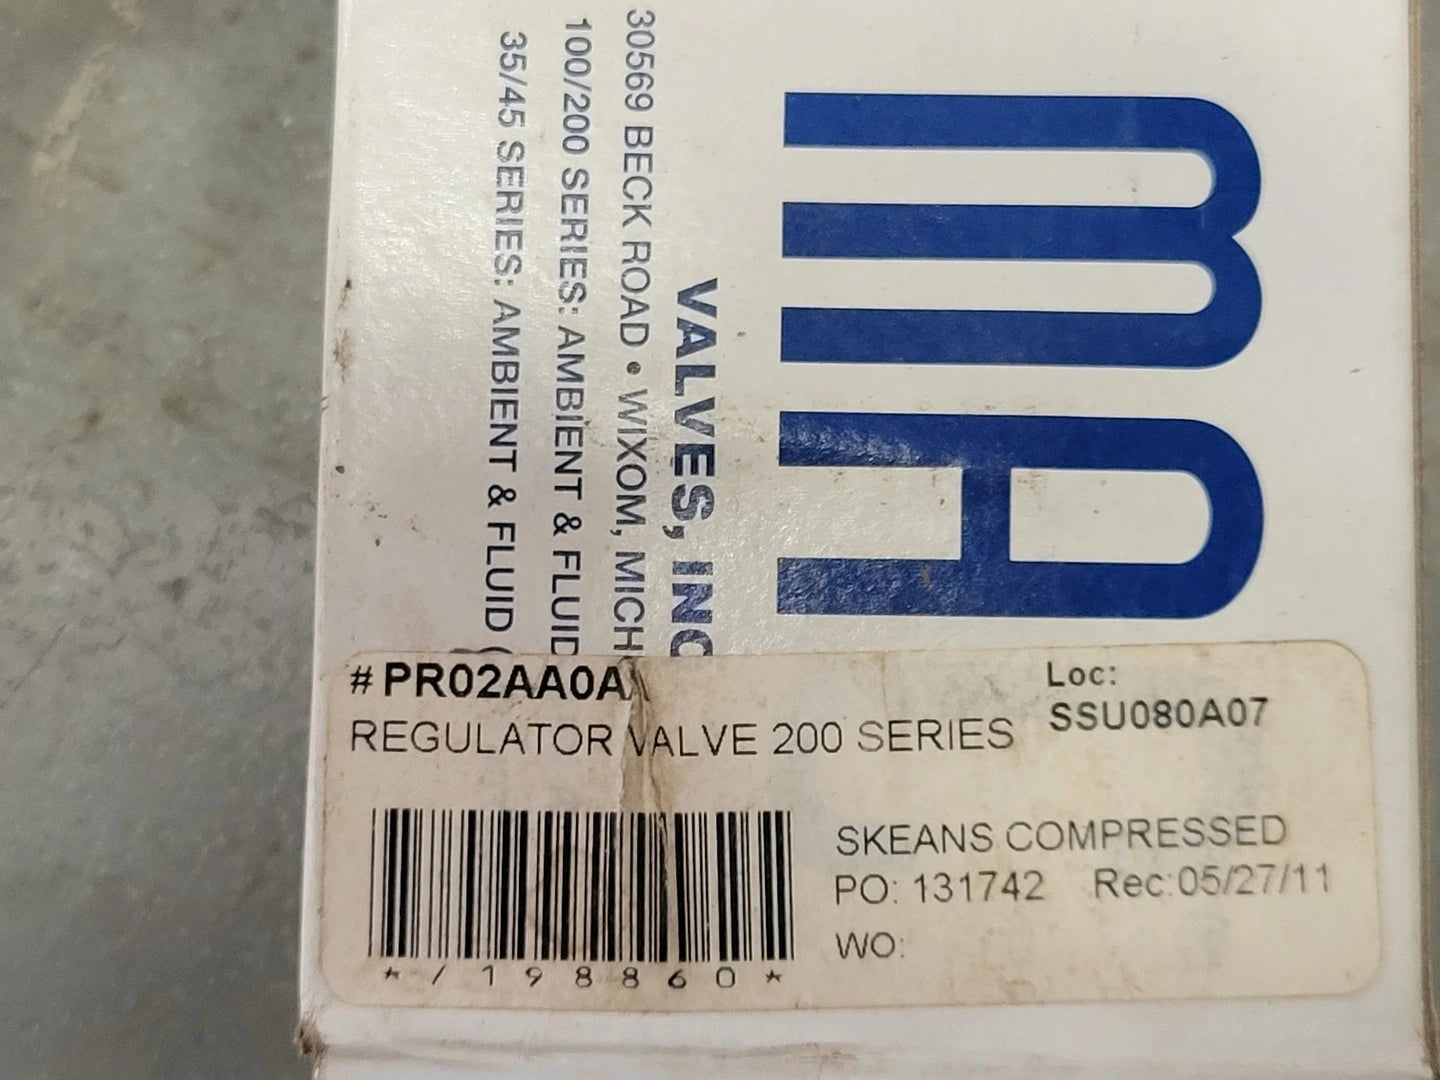 MA
VALVES, INC
30569 BECK ROAD • WIXOM, MICH
100/200 SERIES: AMBIENT & FLUID
35/45 SERIES: AMBIENT & FLUID (
# PR02AA0A
Loc:
REGULATOR VALVE 200 SERIES
SSU080A07
SKEANS COMPRESSED
PO: 131742 Rec:05/27/11
WO:
*/198860*